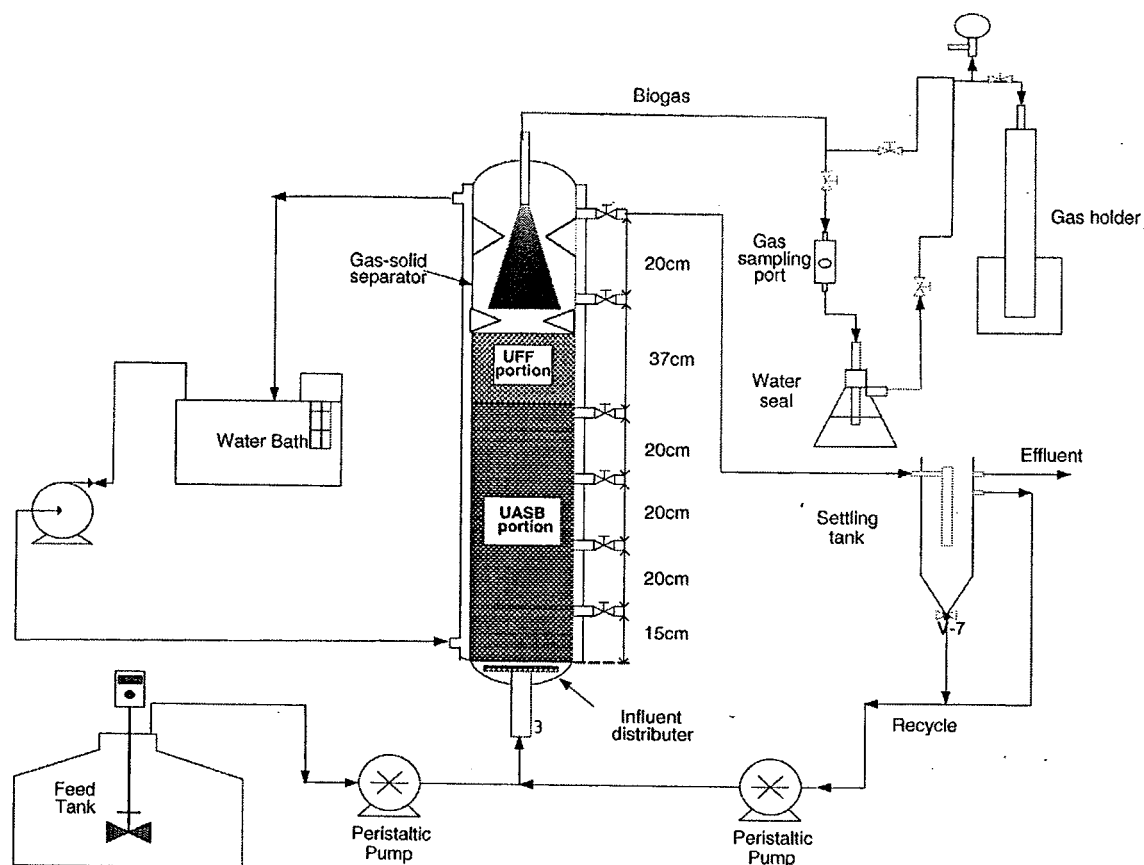 Biogas
Gas holder
Gas
sampling
port
Gas-solid
separator
20cm
UFF
portion
37cm
Water
seal
Water Bath
20cm
Effluent
UASB
portion
20cm
Settling
tank
20cm
15cm
V-7
3
Influent
distributer
Recycle
Feed
Tank
Peristaltic
Pump
Peristaltic
Pump